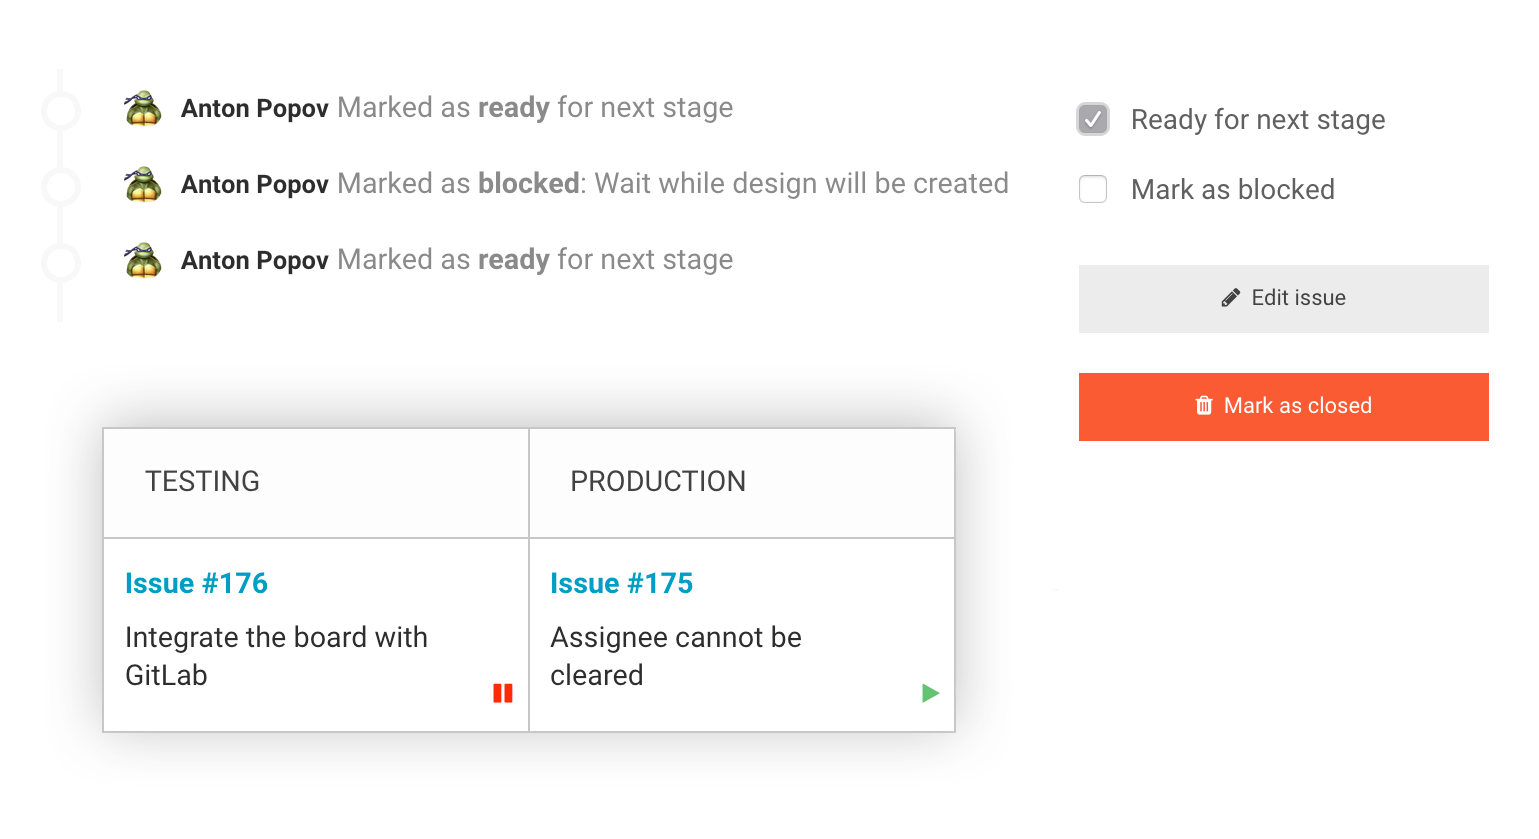 Anton Popov Marked as ready for next stage
Anton Popov Marked as blocked: Wait while design will be created
Anton Popov Marked as ready for next stage
Ready for next stage
Mark as blocked
Edit issue
Mark as closed
TESTING
PRODUCTION
Issue #176
Integrate the board with
GitLab
Issue #175
Assignee cannot be
cleared